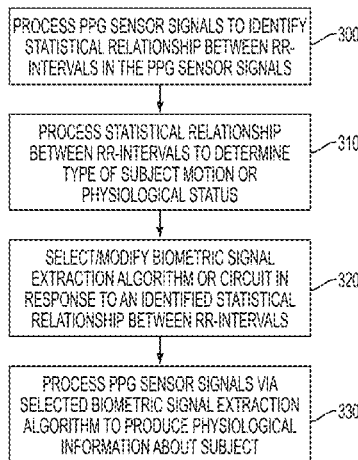 PROCESS PPG SENSOR SIGNALS TO IDENTIFY
STATISTICAL RELATIONSHIP BETWEEN RR-
INTERVALS IN THE PPG SENSOR SIGNALS
300
PROCESS STATISTICAL RELATIONSHIP
BETWEEN RR-INTERVALS TO DETERMINE
TYPE OF SUBJECT MOTION OR
PHYSIOLOGICAL STATUS
310
SELECT/MODIFY BIOMETRIC SIGNAL
EXTRACTION ALGORITHM OR CIRCUIT IN
RESPONSE TO AN IDENTIFIED STATISTICAL
RELATIONSHIP BETWEEN RR-INTERVALS
320
PROCESS PPG SENSOR SIGNALS VIA
SELECTED BIOMETRIC SIGNAL EXTRACTION
ALGORITHM TO PRODUCE PHYSIOLOGICAL
INFORMATION ABOUT SUBJECT
330